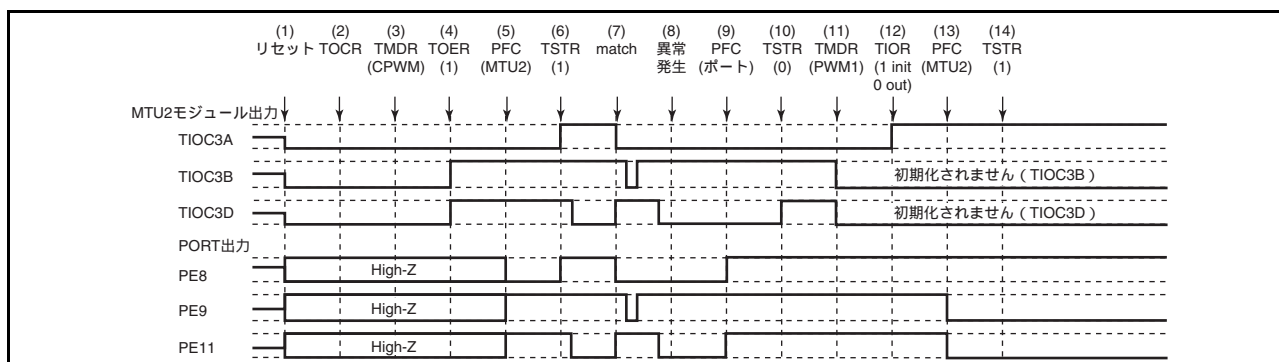 (1) (2) (3) (4) (5) (6) (7) (8) (9) (10) (11) (12) (13) (14)
リセット TOCR TMDR TOER PFC TSTR match 異常 PFC TSTR TMDR TIOR PFC TSTR
(CPWM) (1) (MTU2) (1) 発生 (ポート) (0) (PWM1) (1 init (MTU2) (1)
0 out)
MTU2モジュール出力
TIOC3A
TIOC3B 初期化されません（TIOC3B）
TIOC3D 初期化されません（TIOC3D）
PORT出力
PE8 High-Z
PE9 High-Z
PE11 High-Z